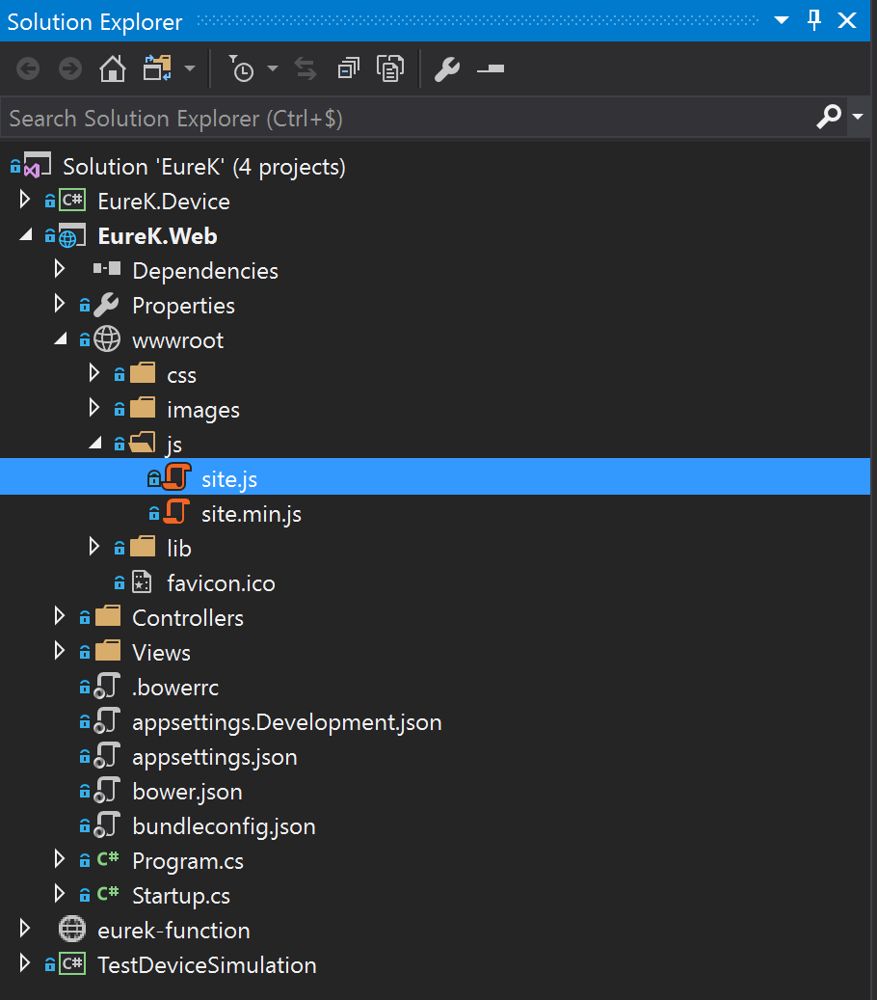 Solution Explorer
Search Solution Explorer (Ctrl+$)
Solution 'EureK' (4 projects)
C# EureK.Device
EureK.Web
Dependencies
Properties
wwwroot
css
images
js
site.js
site.min.js
lib
favicon.ico
Controllers
Views
.bowerrc
appsettings.Development.json
appsettings.json
bower.json
bundleconfig.json
C# Program.cs
C# Startup.cs
eurek-function
C# TestDeviceSimulation